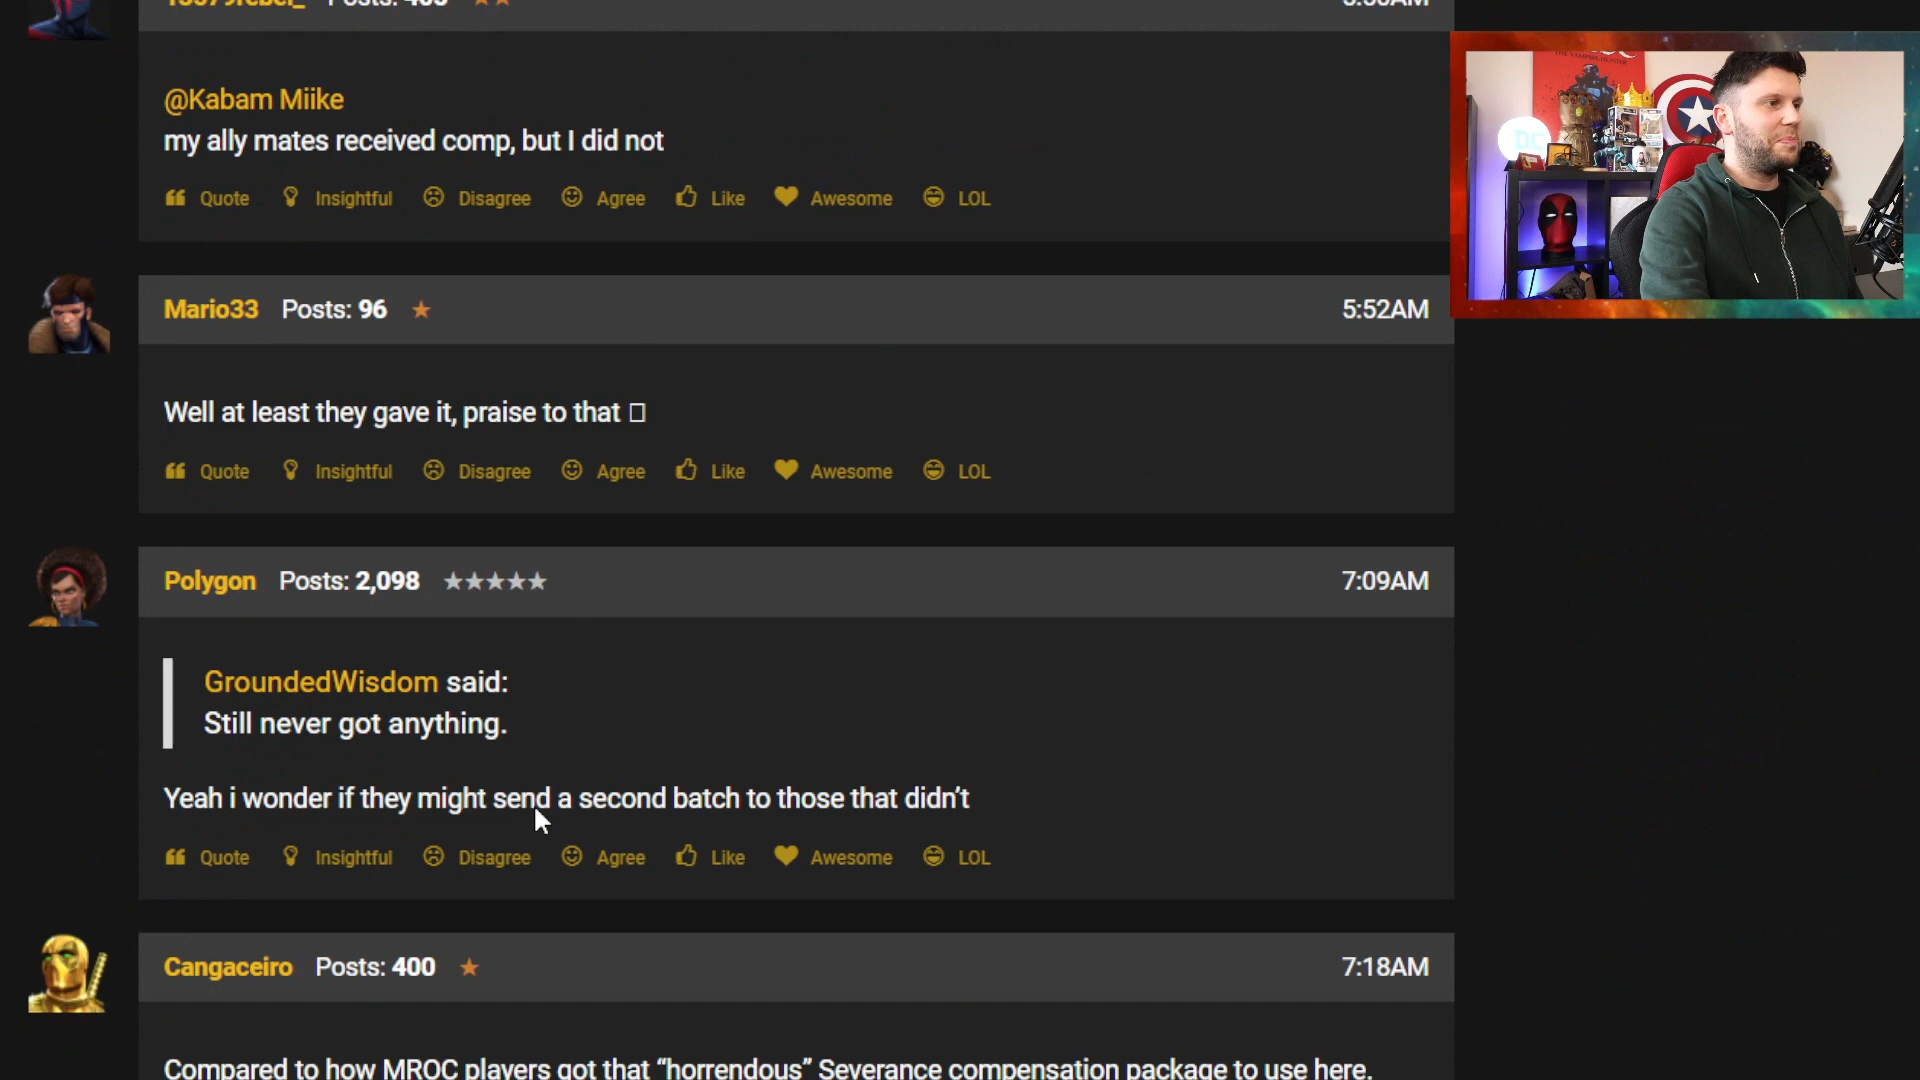 @Kabam Miike
my ally mates received comp, but I did not
Quote Insightful Disagree Agree Like Awesome LOL
Mario33 Posts: 96 5:52AM
Well at least they gave it, praise to that
Quote Insightful Disagree Agree Like Awesome LOL
Polygon Posts: 2,098 7:09AM
GroundedWisdom said:
Still never got anything.
Yeah i wonder if they might send a second batch to those that didn't
Quote Insightful Disagree Agree Like Awesome LOL
Cangaceiro Posts: 400 7:18AM
Compared to how MROC players got that “horrendous” Severance compensation package to use here.